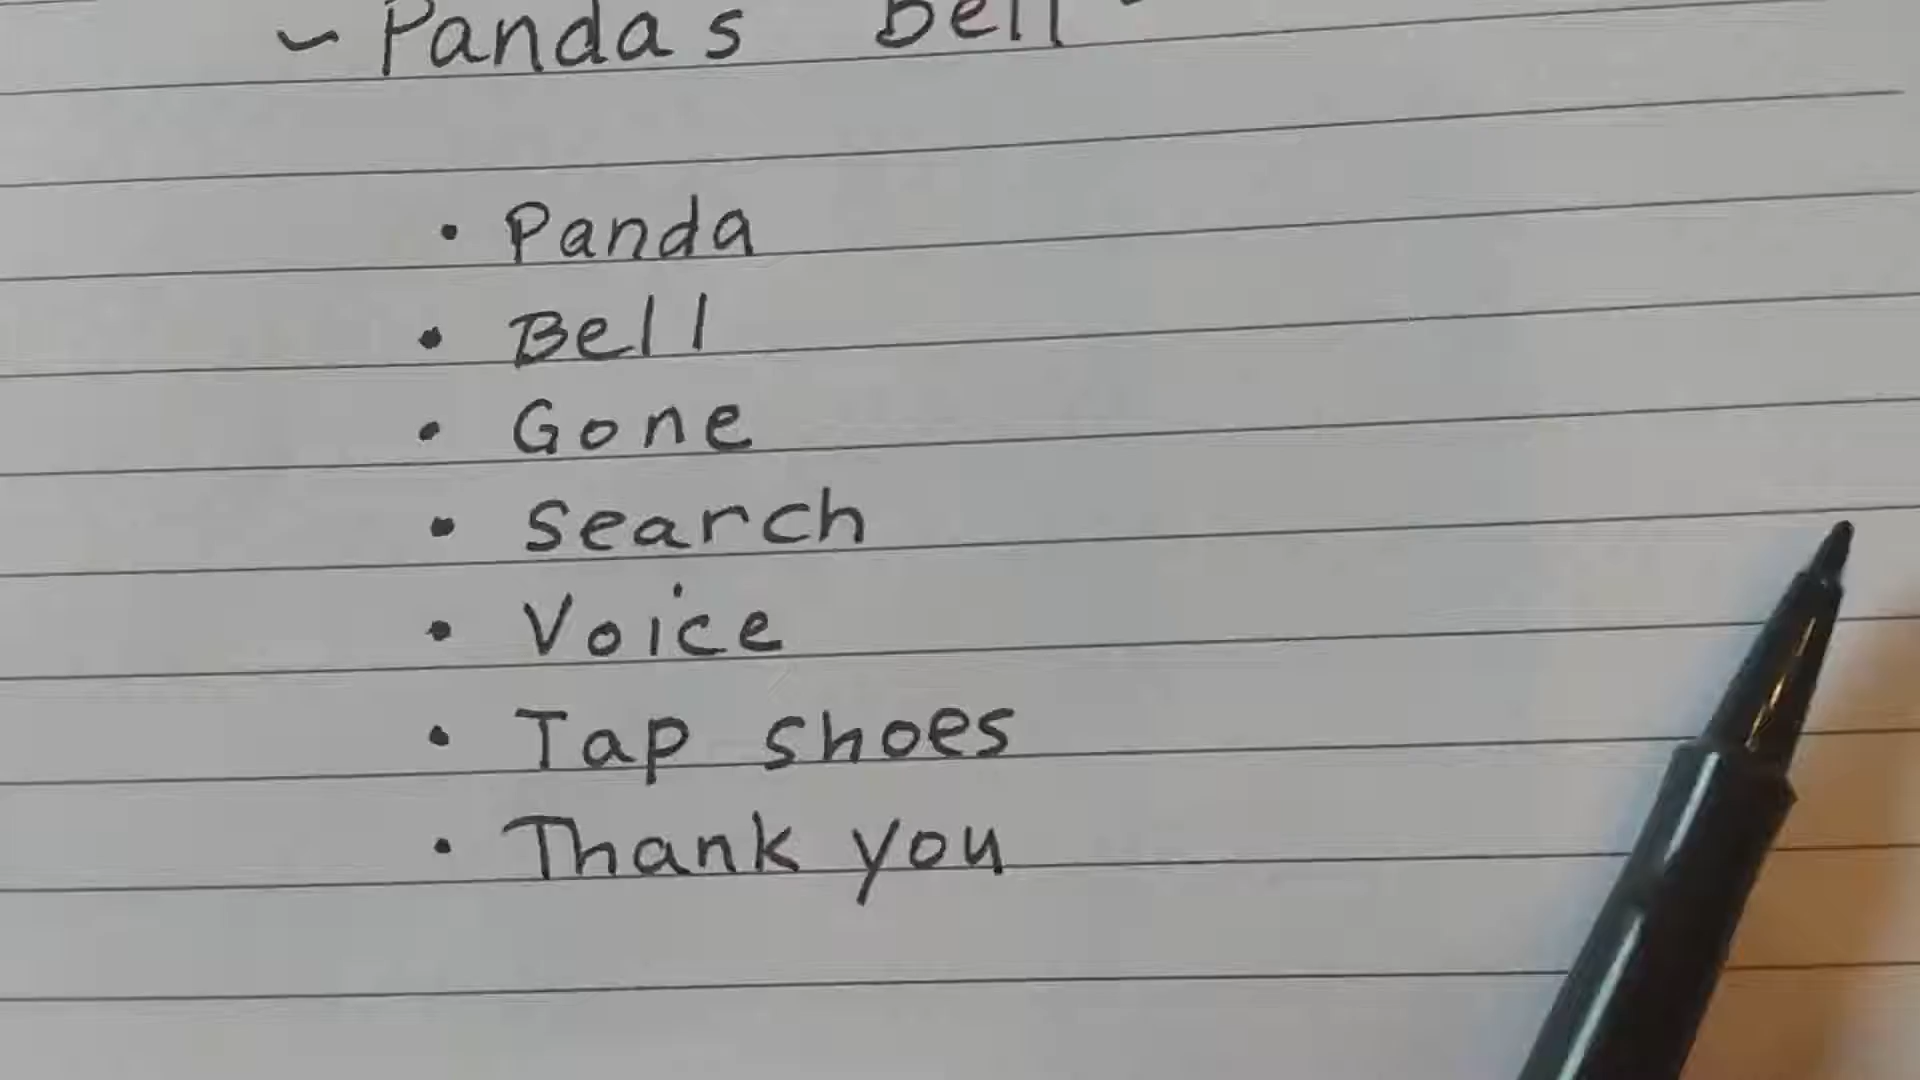 ~ Pandas Bell ~
• Panda
• Bell
• Gone
• Search
• Voice
• Tap shoes
• Thank you